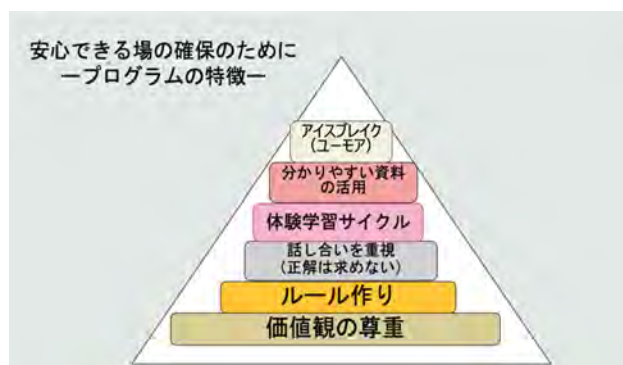 安心できる場の確保のために
ープログラムの特徴ー
アイスブレイク
(ユーモア)
分かりやすい資料
の活用
体験学習サイクル
話し合いを重視
(正解は求めない)
ルール作り
価値観の尊重